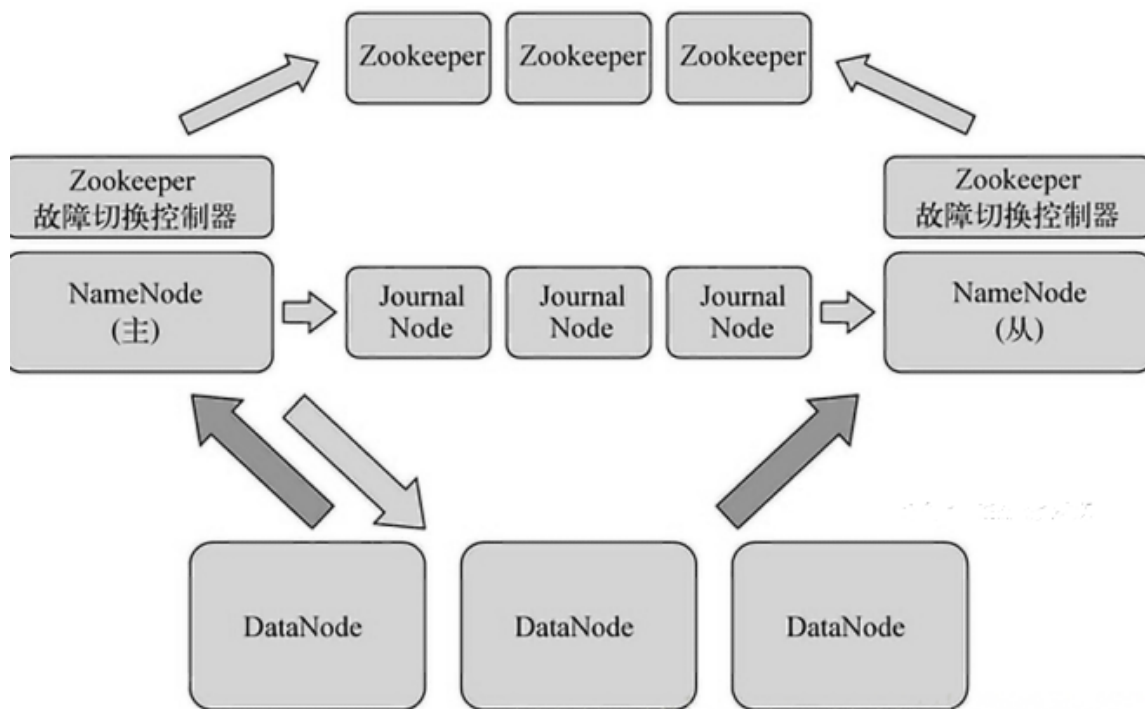 Zookeeper
Zookeeper
Zookeeper
Zookeeper
故障切换控制器
Zookeeper
故障切换控制器
NameNode
(主)
Journal
Node
Journal
Node
Journal
Node
NameNode
(从)
DataNode
DataNode
DataNode